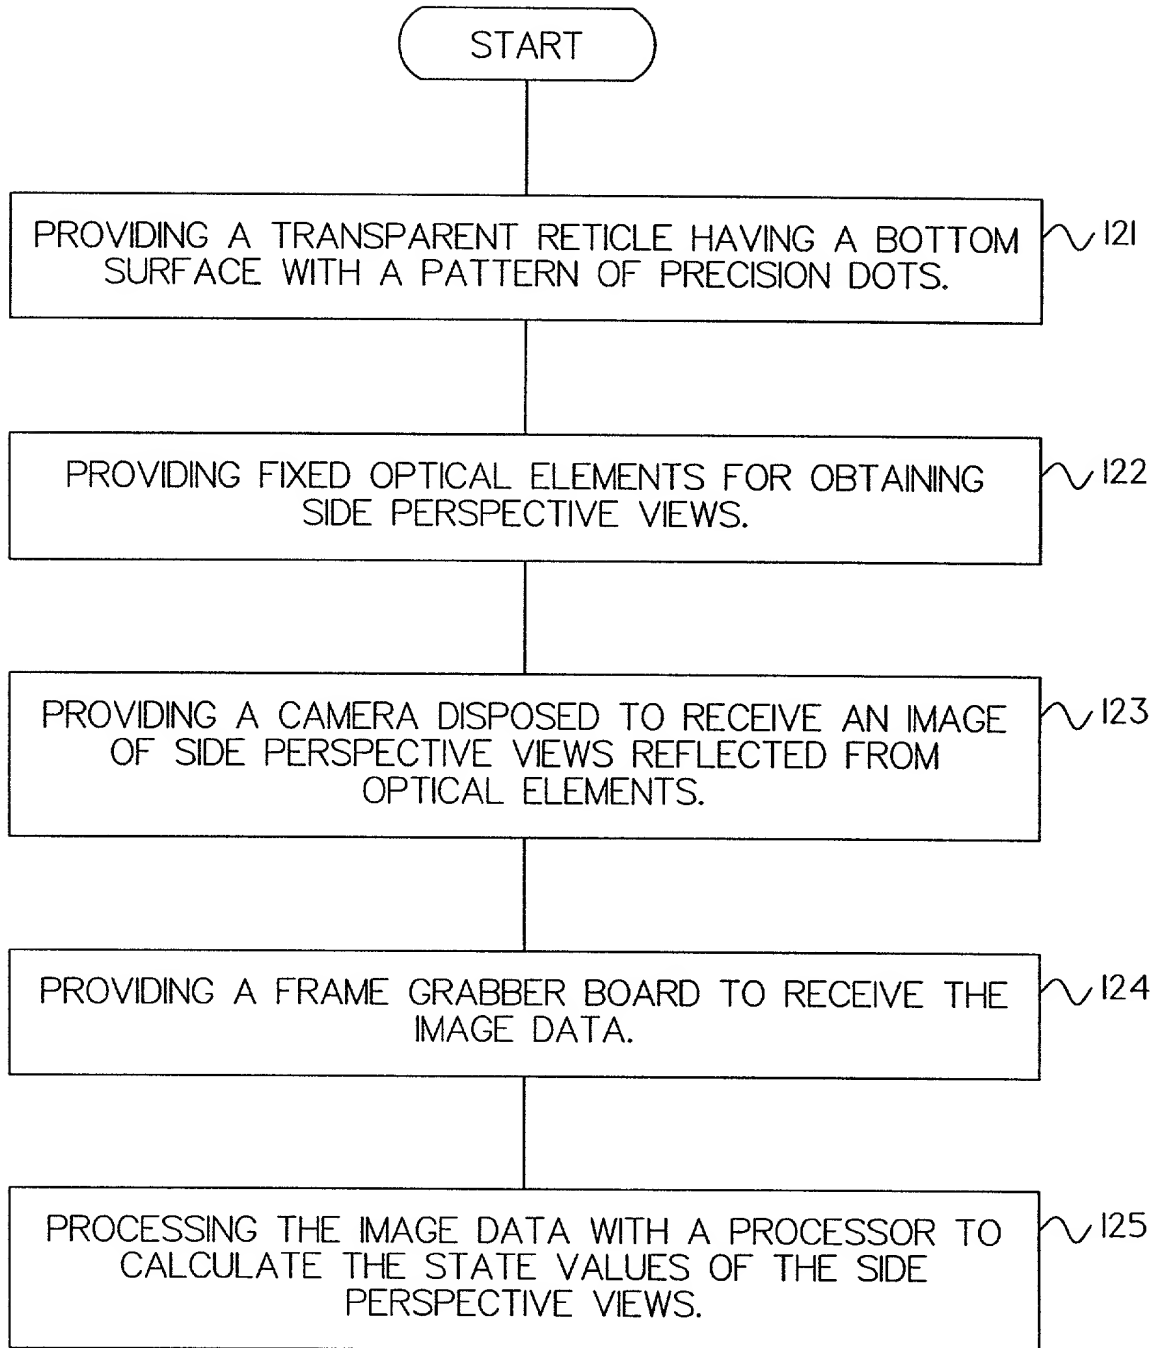 START
PROVIDING A TRANSPARENT RETICLE HAVING A BOTTOM
SURFACE WITH A PATTERN OF PRECISION DOTS.
121
PROVIDING FIXED OPTICAL ELEMENTS FOR OBTAINING
SIDE PERSPECTIVE VIEWS.
122
PROVIDING A CAMERA DISPOSED TO RECEIVE AN IMAGE
OF SIDE PERSPECTIVE VIEWS REFLECTED FROM
OPTICAL ELEMENTS.
123
PROVIDING A FRAME GRABBER BOARD TO RECEIVE THE
IMAGE DATA.
124
PROCESSING THE IMAGE DATA WITH A PROCESSOR TO
CALCULATE THE STATE VALUES OF THE SIDE
PERSPECTIVE VIEWS.
125